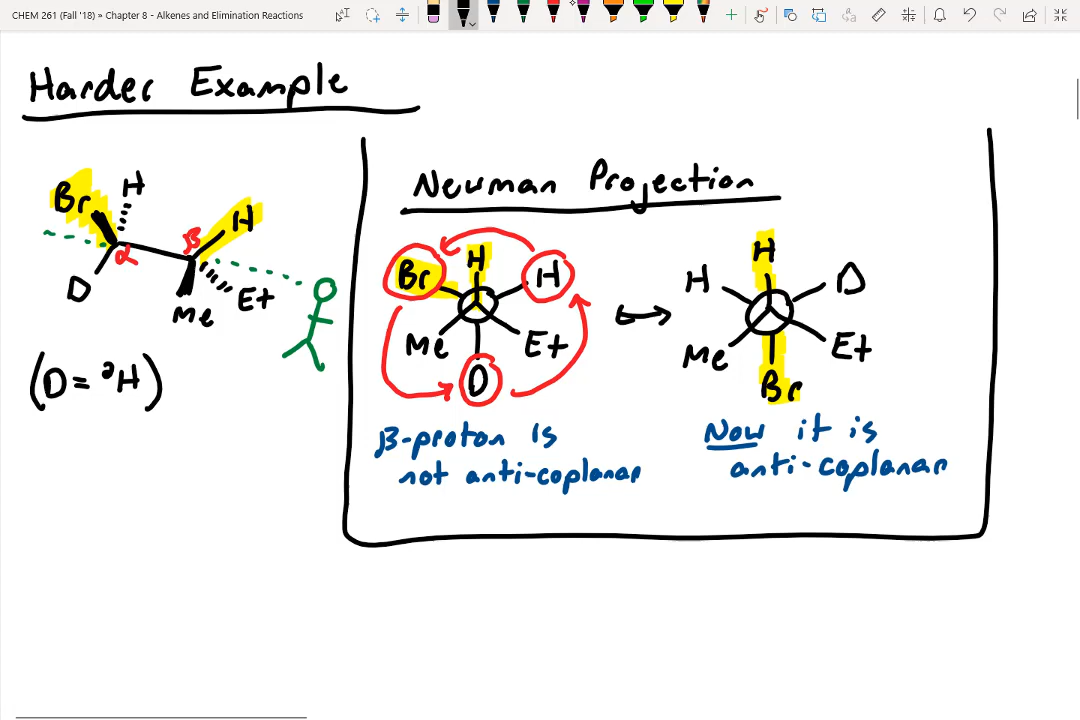 CHEM 261 (Fall '18) » Chapter 8 - Alkenes and Elimination Reactions
Harder Example
Br H
β H
α
D
Me Et
(D = ²H)
Newman Projection
Br H H
Me Et
D
H
H D
Me Et
Br
β-proton is
not anti-coplanar
Now it is
anti-coplanar